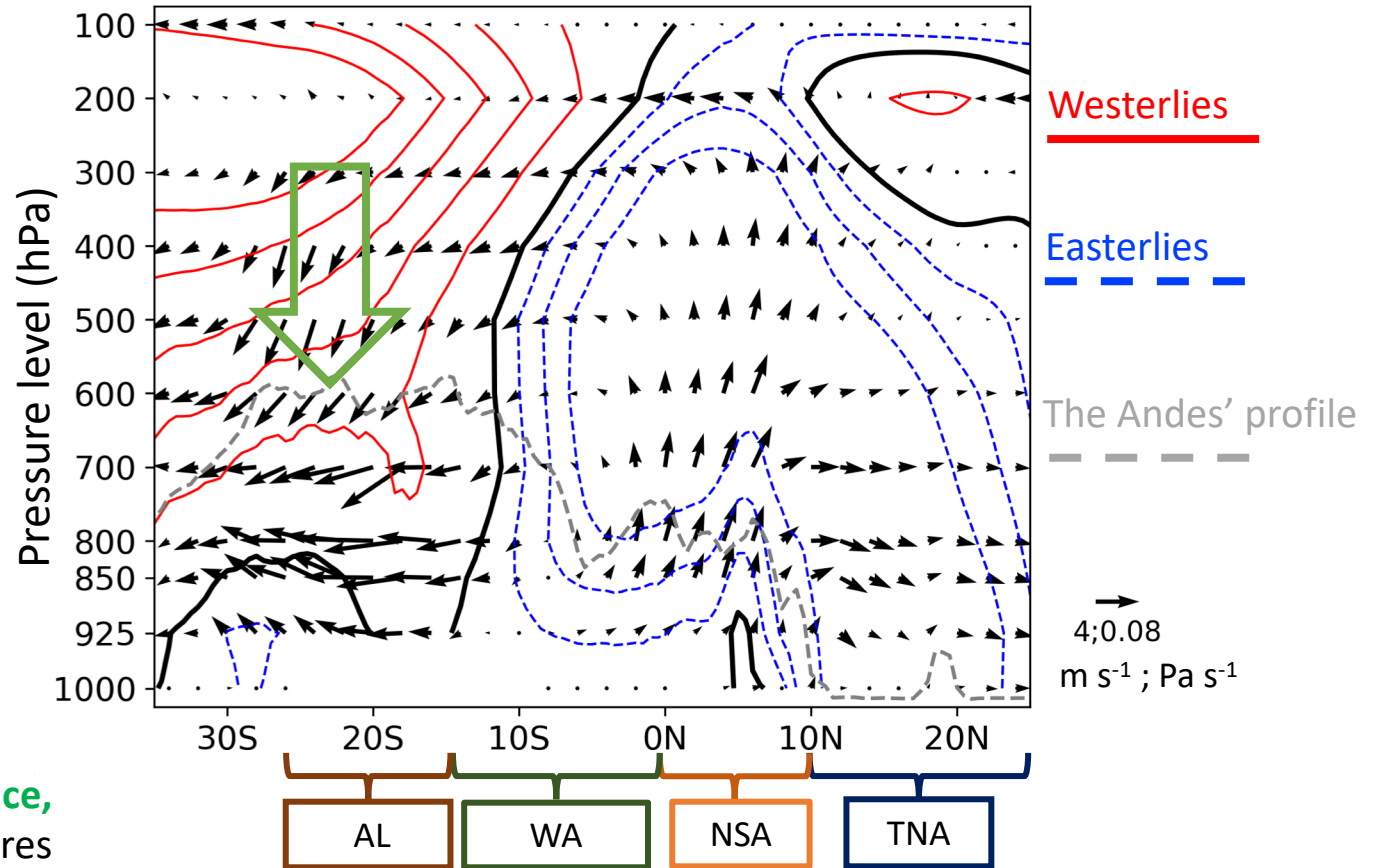 100
200
300
400
500
600
700
800
850
925
1000
Pressure level (hPa)
30S 20S 10S 0N 10N 20N
Westerlies
Easterlies
The Andes’ profile
4;0.08
m s⁻¹ ; Pa s⁻¹
AL WA NSA TNA
ce,
res